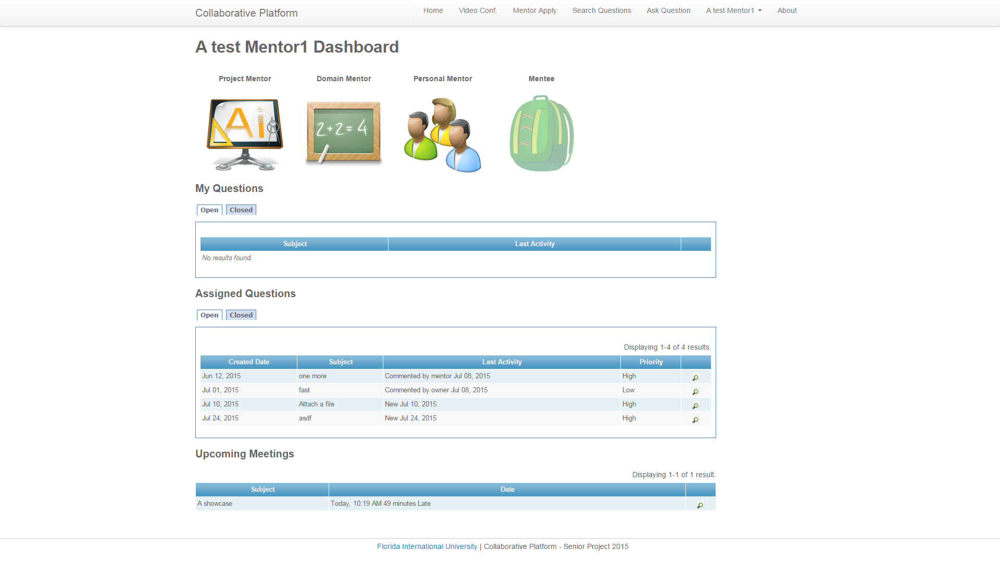 Collaborative Platform
Home Video Conf. Mentor Apply Search Questions Ask Question A test Mentor1 About
A test Mentor1 Dashboard
Project Mentor Domain Mentor Personal Mentor Mentee
Ai
2+2=4
My Questions
Open Closed
Subject Last Activity
No results found.
Assigned Questions
Open Closed
Displaying 1-4 of 4 results.
Created Date Subject Last Activity Priority
Jun 12, 2015 one more Commented by mentor Jul 08, 2015 High
Jul 01, 2015 fast Commented by owner Jul 08, 2015 Low
Jul 10, 2015 Attach a file New Jul 10, 2015 High
Jul 24, 2015 asdf New Jul 24, 2015 High
Upcoming Meetings
Displaying 1-1 of 1 result.
Subject Date
A showcase Today, 10:19 AM 49 minutes Late
Florida International University | Collaborative Platform - Senior Project 2015